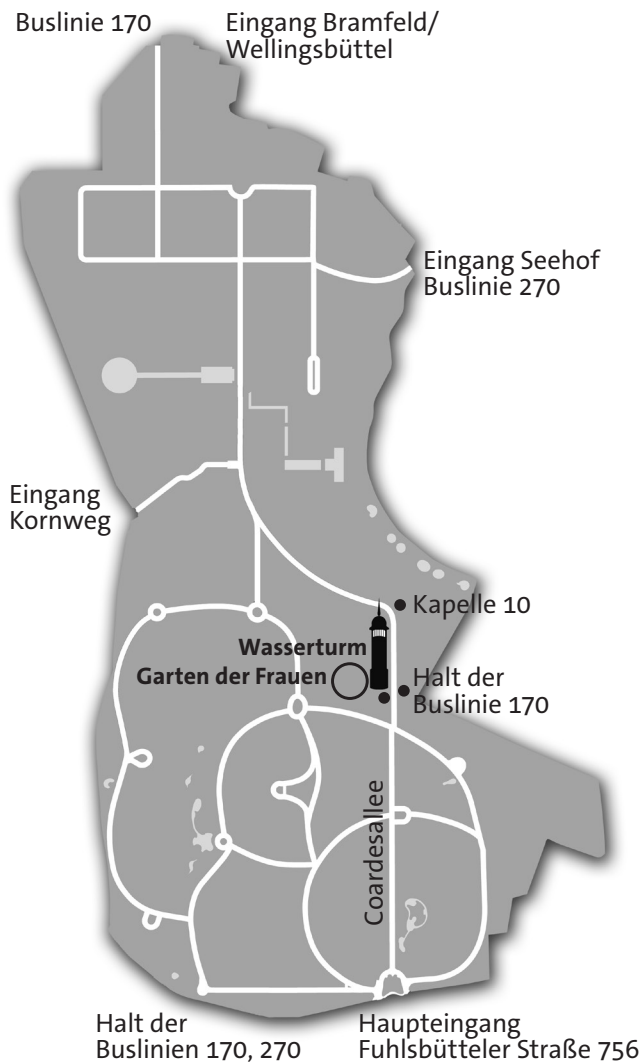 Buslinie 170
Eingang Bramfeld/
Wellingsbüttel
Eingang Seehof
Buslinie 270
Eingang
Kornweg
Kapelle 10
Wasserturm
Garten der Frauen
Halt der
Buslinie 170
Coardesallee
Halt der
Buslinien 170, 270
Haupteingang
Fuhlsbütteler Straße 756